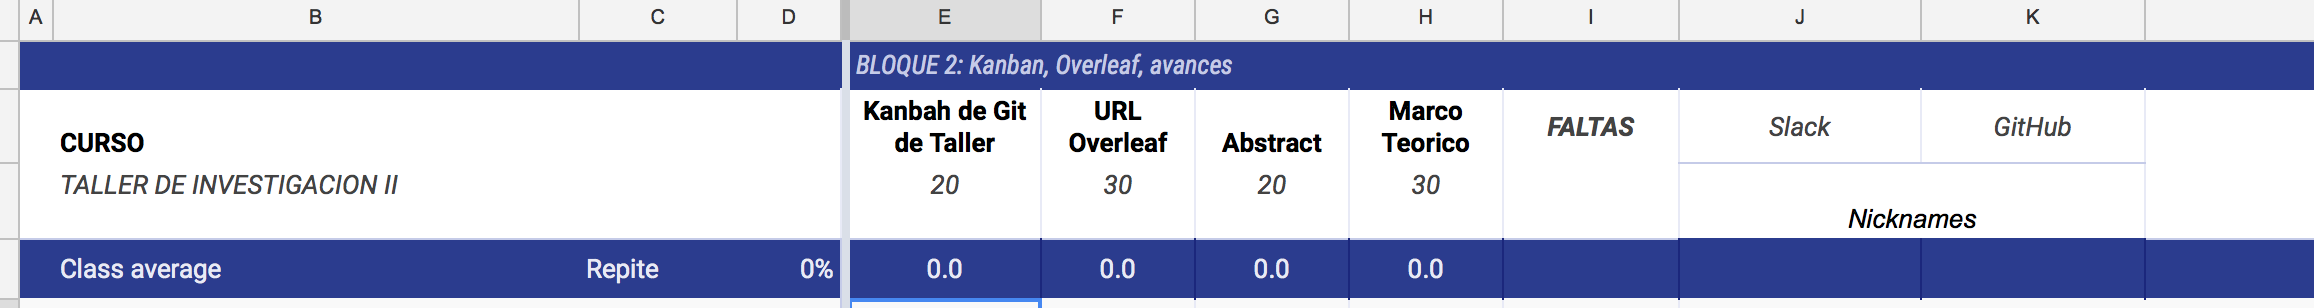 A B C D E F G H I J K
BLOQUE 2: Kanban, Overleaf, avances
CURSO
Kanbah de Git
de Taller
URL
Overleaf
Abstract
Marco
Teorico
FALTAS
Slack
GitHub
TALLER DE INVESTIGACION II
20 30 20 30
Nicknames
Class average Repite 0% 0.0 0.0 0.0 0.0